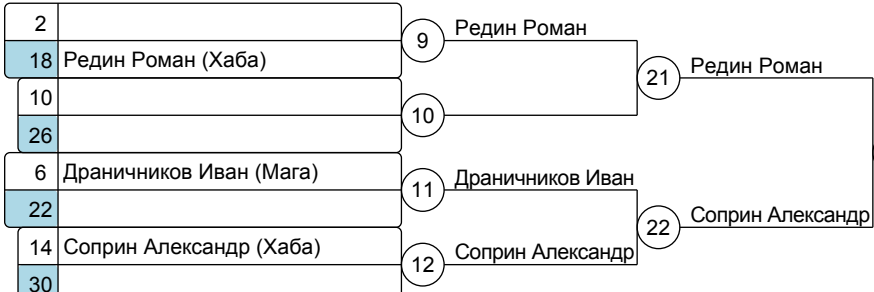 2
18 Редин Роман (Хаба)
9 Редин Роман
10
26
10
21 Редин Роман
6 Драничников Иван (Мага)
22
11 Драничников Иван
14 Соприн Александр (Хаба)
30
12 Соприн Александр
22 Соприн Александр